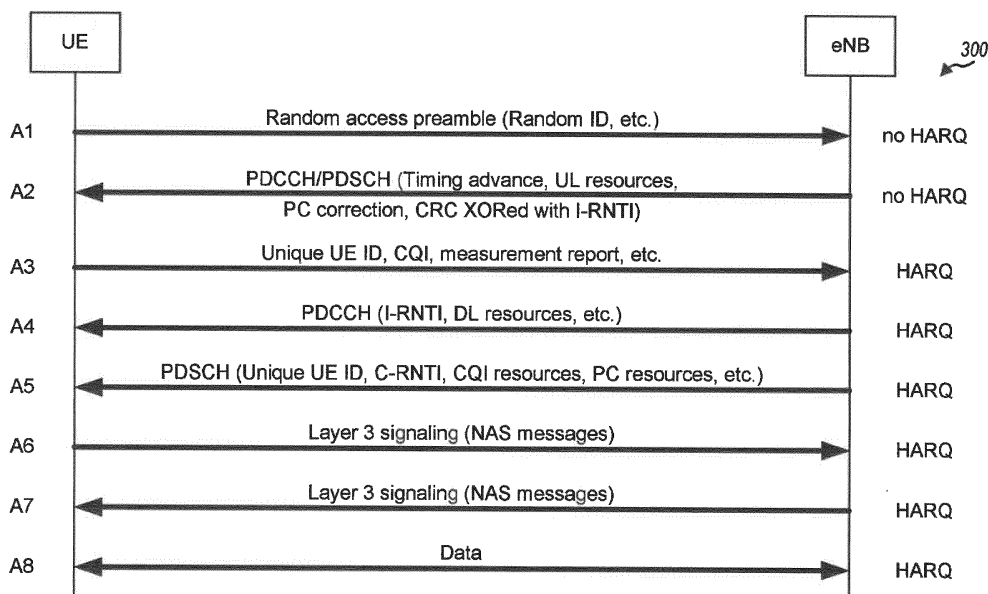 UE
eNB
300
A1
Random access preamble (Random ID, etc.)
no HARQ
A2
PDCCH/PDSCH (Timing advance, UL resources,
PC correction, CRC XORed with I-RNTI)
no HARQ
A3
Unique UE ID, CQI, measurement report, etc.
HARQ
A4
PDCCH (I-RNTI, DL resources, etc.)
HARQ
A5
PDSCH (Unique UE ID, C-RNTI, CQI resources, PC resources, etc.)
HARQ
A6
Layer 3 signaling (NAS messages)
HARQ
A7
Layer 3 signaling (NAS messages)
HARQ
A8
Data
HARQ